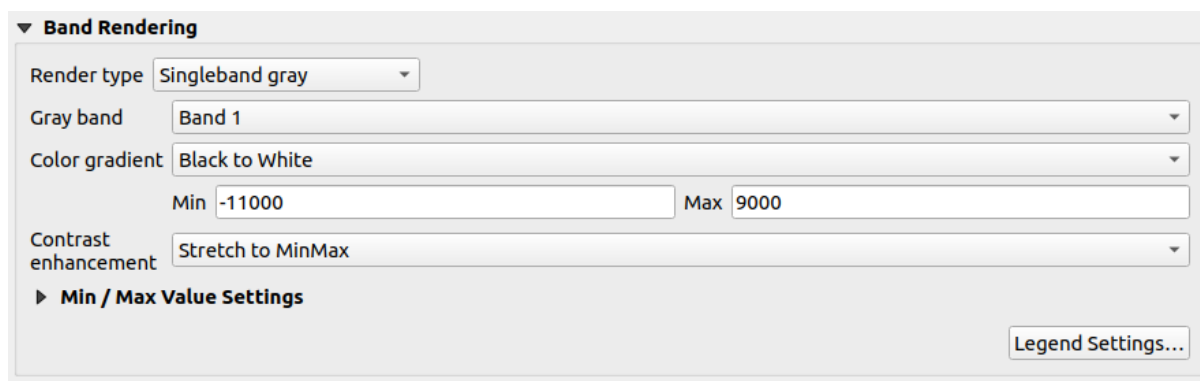 Band Rendering
Render type Singleband gray
Gray band Band 1
Color gradient Black to White
Min -11000 Max 9000
Contrast
enhancement Stretch to MinMax
Min / Max Value Settings
Legend Settings...